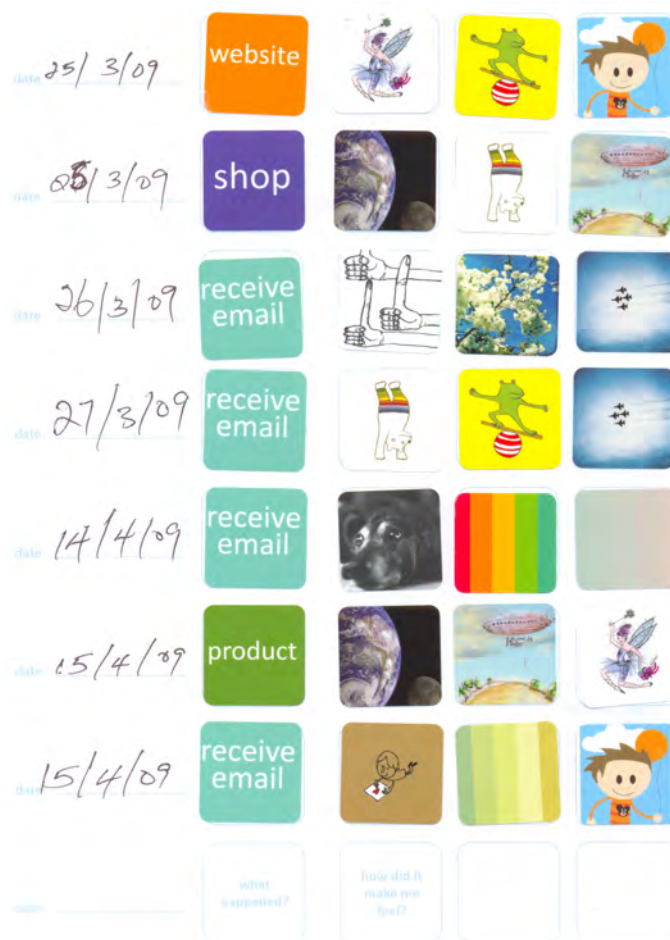 date 25/3/09 website
date 25/3/09 shop
date 26/3/09 receive
email
date 27/3/09 receive
email
date 14/4/09 receive
email
date 15/4/09 product
date 15/4/09 receive
email
date
what
happened?
how did it
make me
feel?